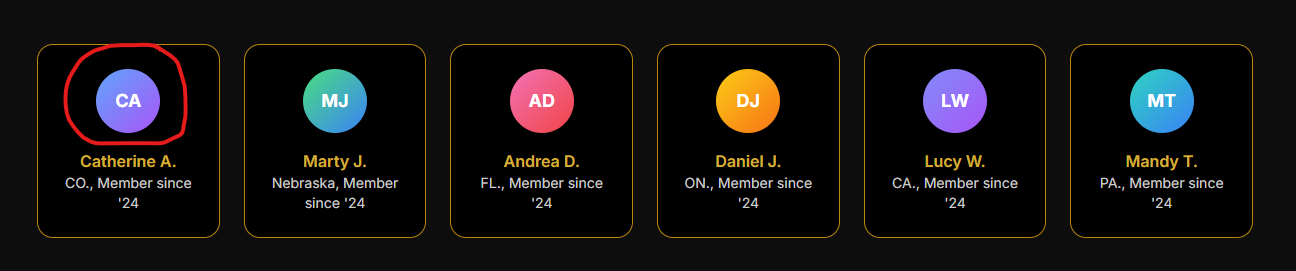 CA
Catherine A.
CO., Member since
'24
MJ
Marty J.
Nebraska, Member
since '24
AD
Andrea D.
FL., Member since
'24
DJ
Daniel J.
ON., Member since
'24
LW
Lucy W.
CA., Member since
'24
MT
Mandy T.
PA., Member since
'24